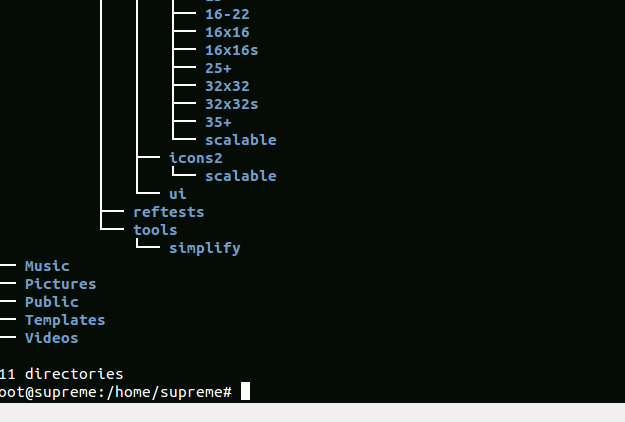 16-22
16x16
16x16s
25+
32x32
32x32s
35+
scalable
icons2
scalable
ui
reftests
tools
simplify
Music
Pictures
Public
Templates
Videos
11 directories
oot@supreme:/home/supreme#